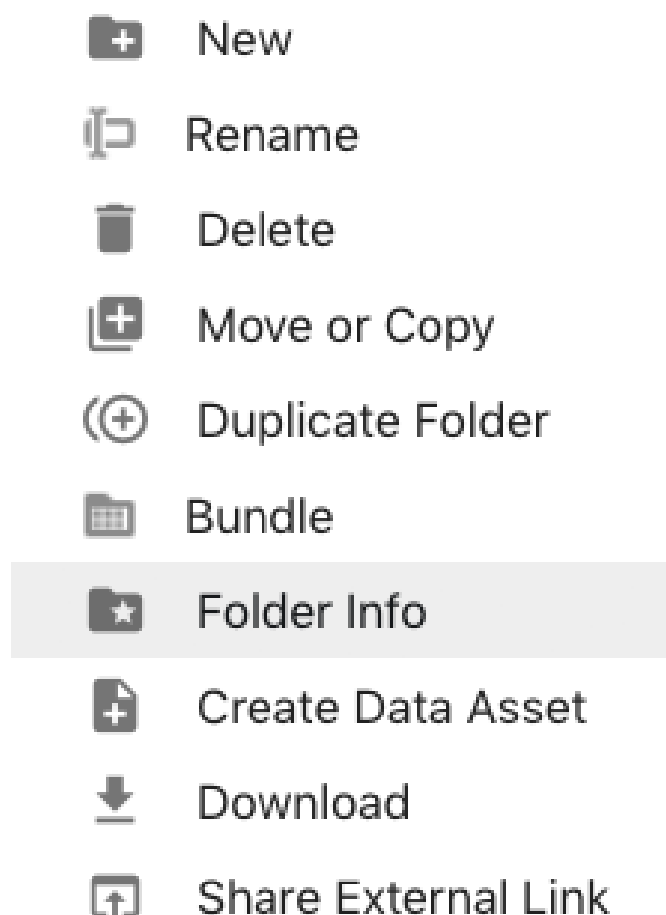 New
Rename
Delete
Move or Copy
Duplicate Folder
Bundle
Folder Info
Create Data Asset
Download
Share External Link